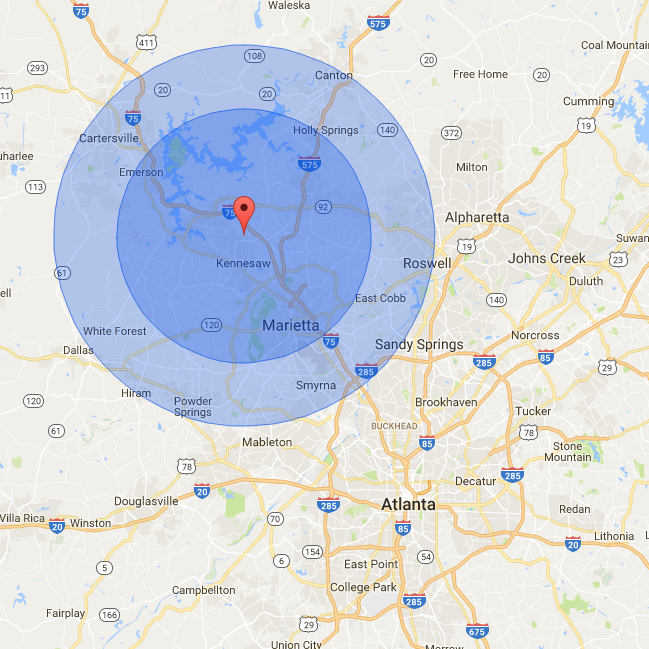 Waleska
75
575
411
108
Coal Mountain
293
20
Canton
20
Free Home
20
11
20
Cumming
75
Holly Springs
140
19
Cartersville
372
uharlee
Emerson
575
Milton
113
75
92
Alpharetta
Suwan
19
Kennesaw
Roswell
Johns Creek
23
61
Duluth
ell
East Cobb
140
White Forest
120
Marietta
75
Sandy Springs
Norcross
Dallas
285
285
85
29
Smyrna
Hiram
120
Powder
Springs
Brookhaven
Tucker
61
BUCKHEAD
78
Mableton
85
Stone
Mountain
78
285
Decatur
20
Douglasville
285
Atlanta
Redan
Villa Rica
20
Winston
70
85
Lithonia
20
154
54
6
East Point
5
Campbellton
College Park
285
Fairplay
166
29
675
Union City
Morrow